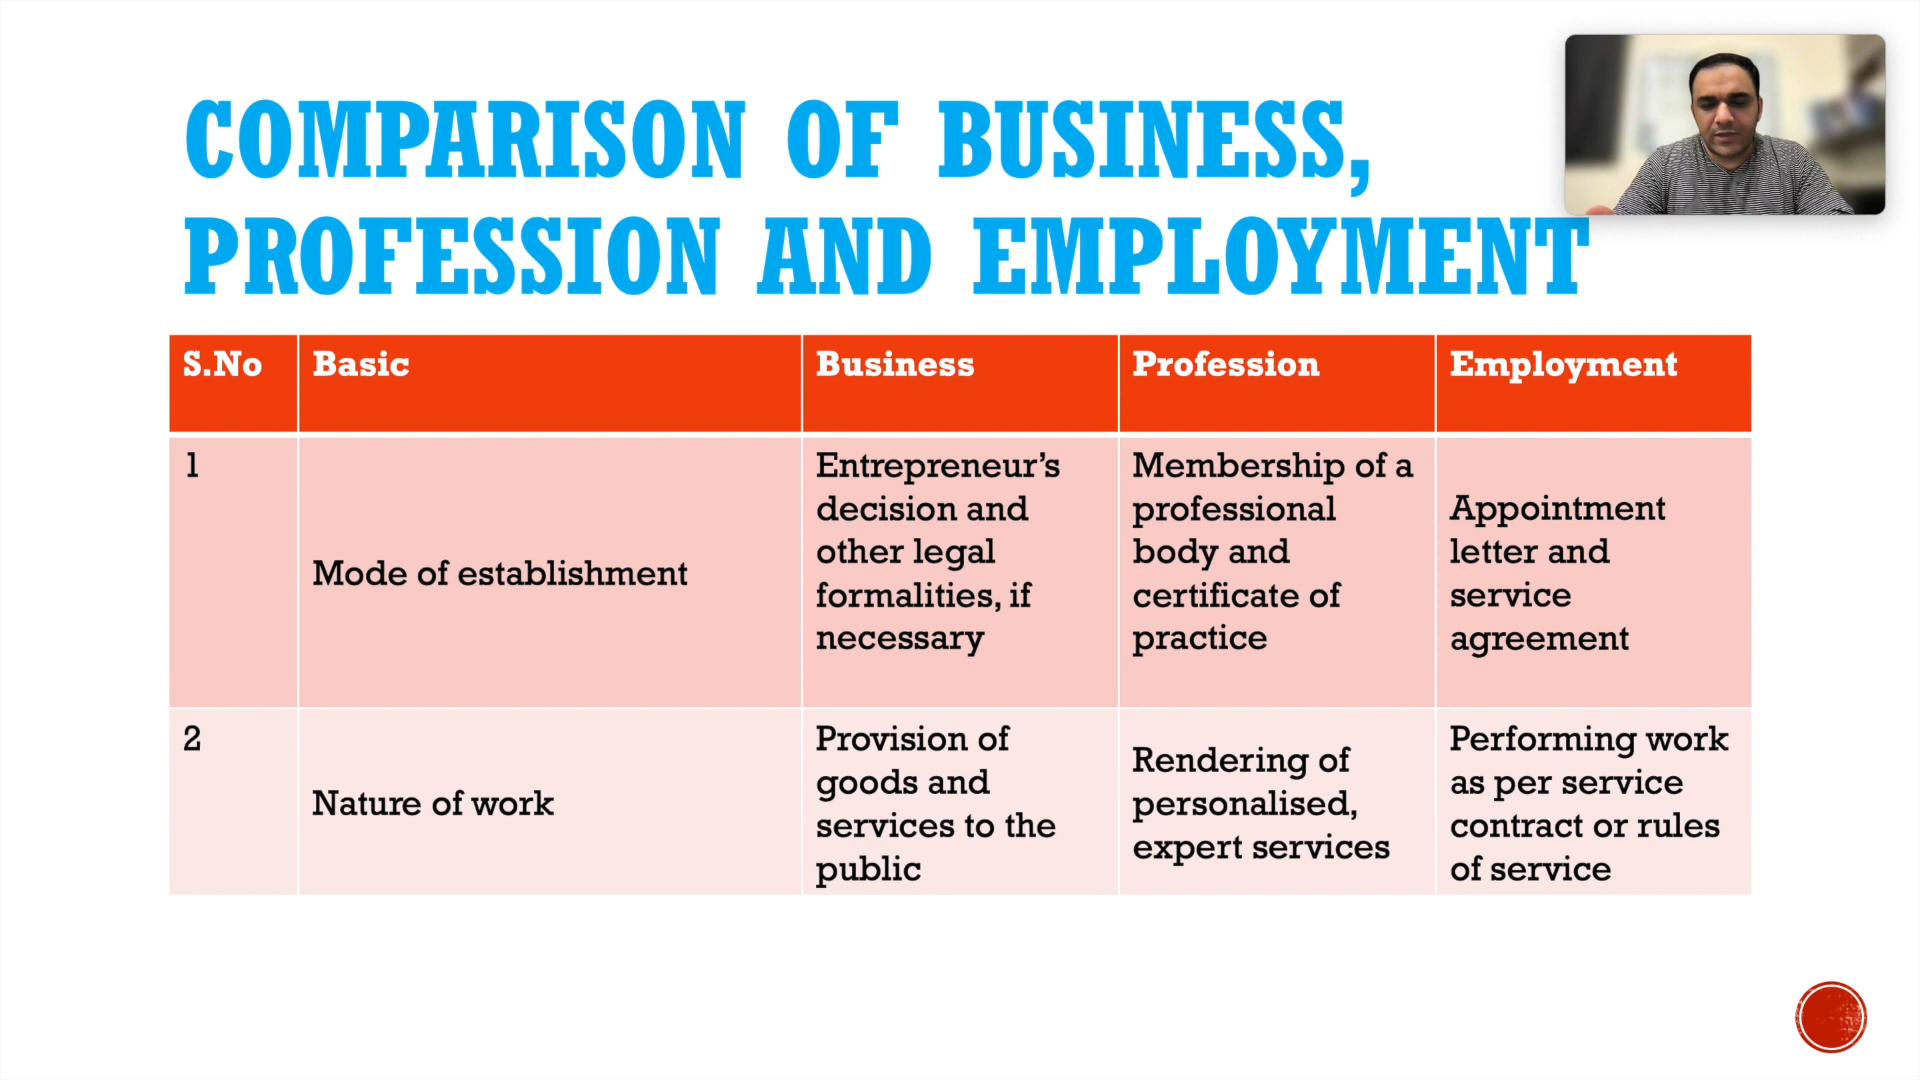 COMPARISON OF BUSINESS,
PROFESSION AND EMPLOYMENT
S.No
Basic
Business
Profession
Employment
1
Mode of establishment
Entrepreneur’s
decision and
other legal
formalities, if
necessary
Membership of a
professional
body and
certificate of
practice
Appointment
letter and
service
agreement
2
Nature of work
Provision of
goods and
services to the
public
Rendering of
personalised,
expert services
Performing work
as per service
contract or rules
of service